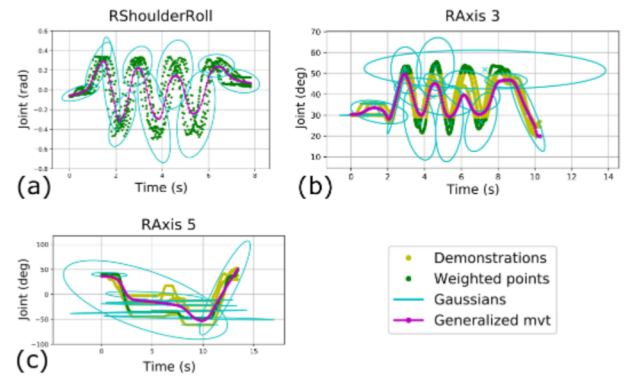 RShoulderRoll
0.6
0.4
0.2
0.0
-0.2
-0.4
-0.6
-0.8
Joint (rad)
0 2 4 6 8
Time (s)
(a)
RAxis 3
70
60
50
40
30
20
10
Joint (deg)
0 2 4 6 8 10 12 14
Time (s)
(b)
RAxis 5
100
50
0
−50
−100
Joint (deg)
0 5 10 15
Time (s)
(c)
Demonstrations
Weighted points
Gaussians
Generalized mvt